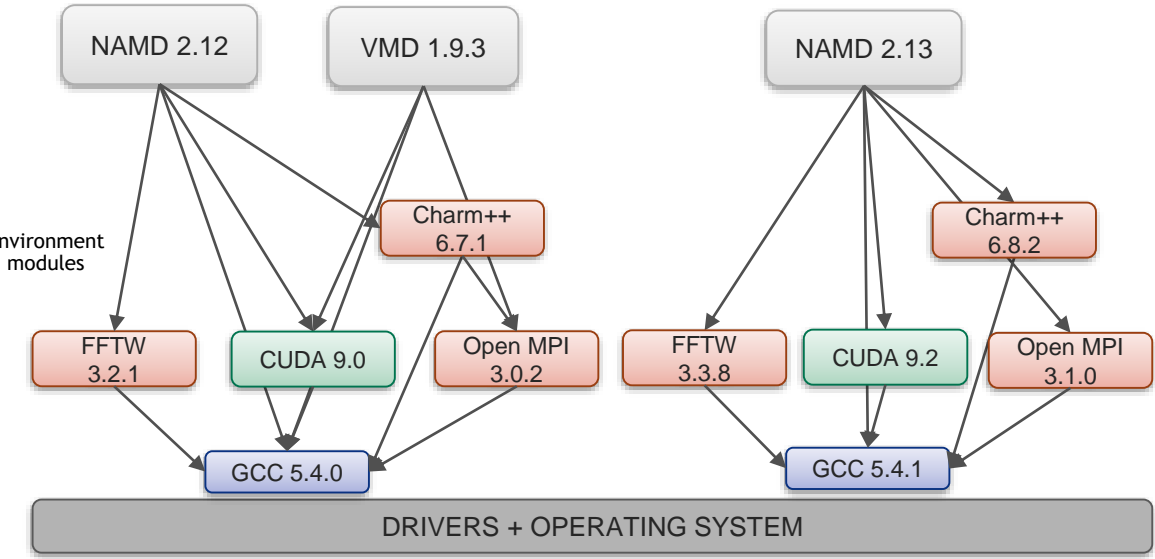 NAMD 2.12
VMD 1.9.3
NAMD 2.13
Charm++
6.7.1
Charm++
6.8.2
nvironment
modules
FFTW
3.2.1
CUDA 9.0
Open MPI
3.0.2
FFTW
3.3.8
CUDA 9.2
Open MPI
3.1.0
GCC 5.4.0
GCC 5.4.1
DRIVERS + OPERATING SYSTEM